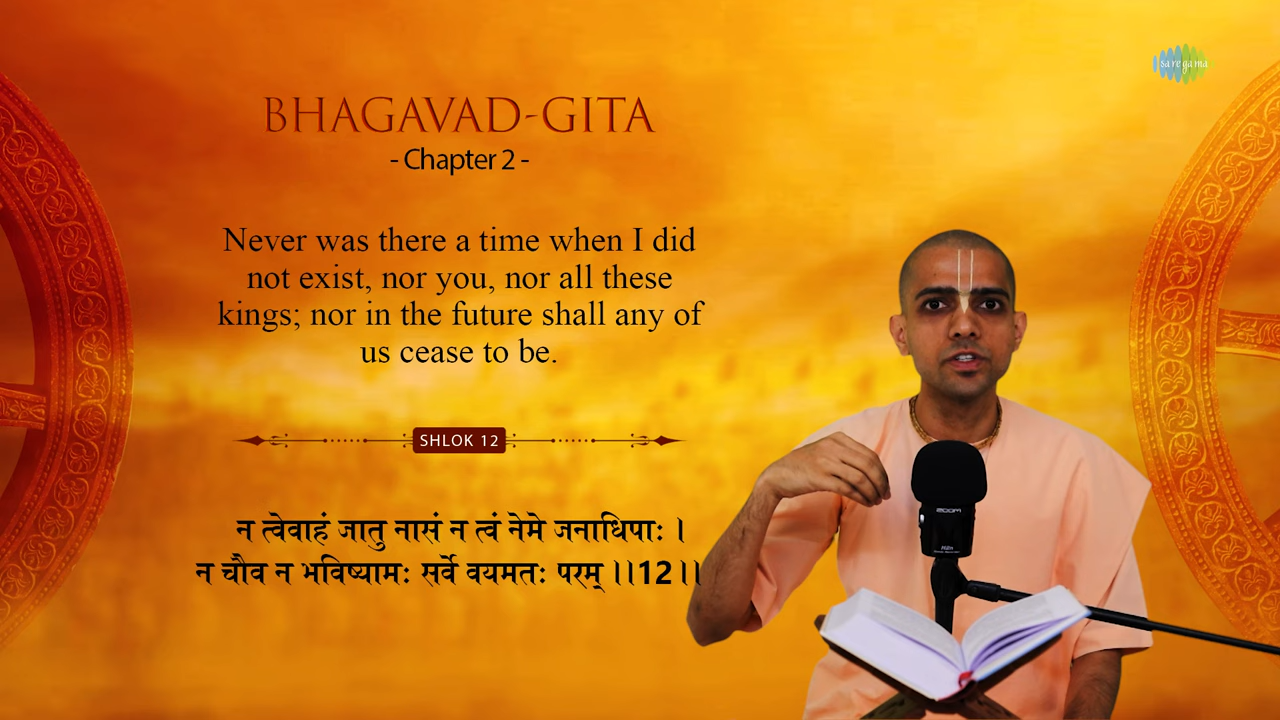 saregama
BHAGAVAD-GITA
- Chapter 2 -
Never was there a time when I did
not exist, nor you, nor all these
kings; nor in the future shall any of
us cease to be.
SHLOK 12
न त्वेवाहं जातु नासं न त्वं नेमे जनाधिपाः ।
न चौव न भविष्यामः सर्वे वयमतः परम् ।।12।।
ZOOM